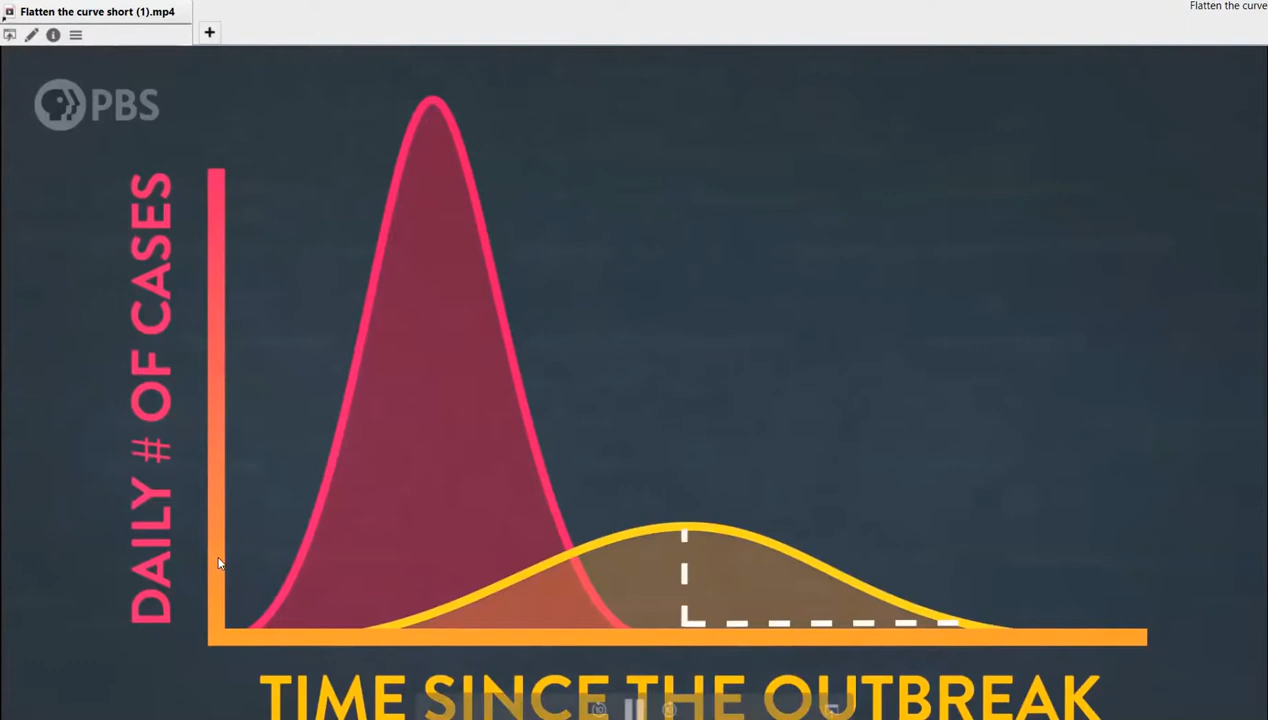 Flatten the curve short (1).mp4
Flatten the curve
PBS
DAILY # OF CASES
TIME SINCE THE OUTBREAK